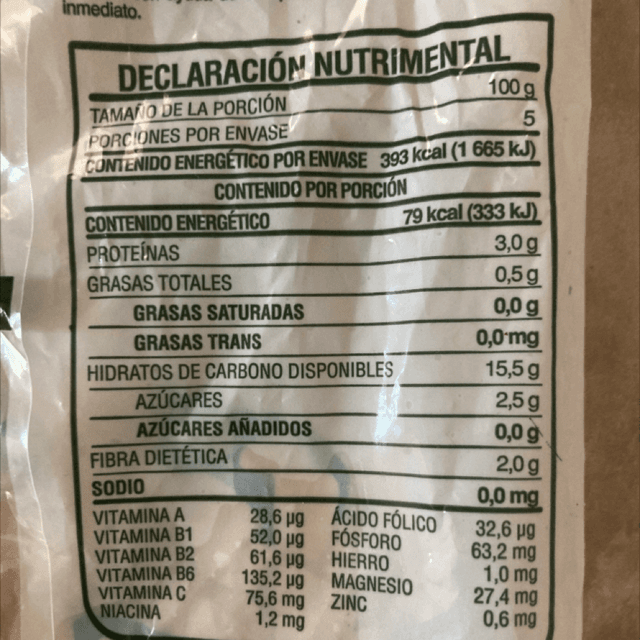 inmediato.
DECLARACIÓN NUTRIMENTAL
TAMAÑO DE LA PORCIÓN 100 g
PORCIONES POR ENVASE 5
CONTENIDO ENERGÉTICO POR ENVASE 393 kcal (1 665 kJ)
CONTENIDO POR PORCIÓN
CONTENIDO ENERGÉTICO 79 kcal (333 kJ)
PROTEÍNAS 3,0 g
GRASAS TOTALES 0,5 g
GRASAS SATURADAS 0,0 g
GRASAS TRANS 0,0 mg
HIDRATOS DE CARBONO DISPONIBLES 15,5 g
AZÚCARES 2,5 g
AZÚCARES AÑADIDOS 0,0 g
FIBRA DIETÉTICA 2,0 g
SODIO 0,0 mg
VITAMINA A 28,6 µg ÁCIDO FÓLICO 32,6 µg
VITAMINA B1 52,0 µg FÓSFORO 63,2 mg
VITAMINA B2 61,6 µg HIERRO 1,0 mg
VITAMINA B6 135,2 µg MAGNESIO 27,4 mg
VITAMINA C 75,6 mg ZINC 0,6 mg
NIACINA 1,2 mg